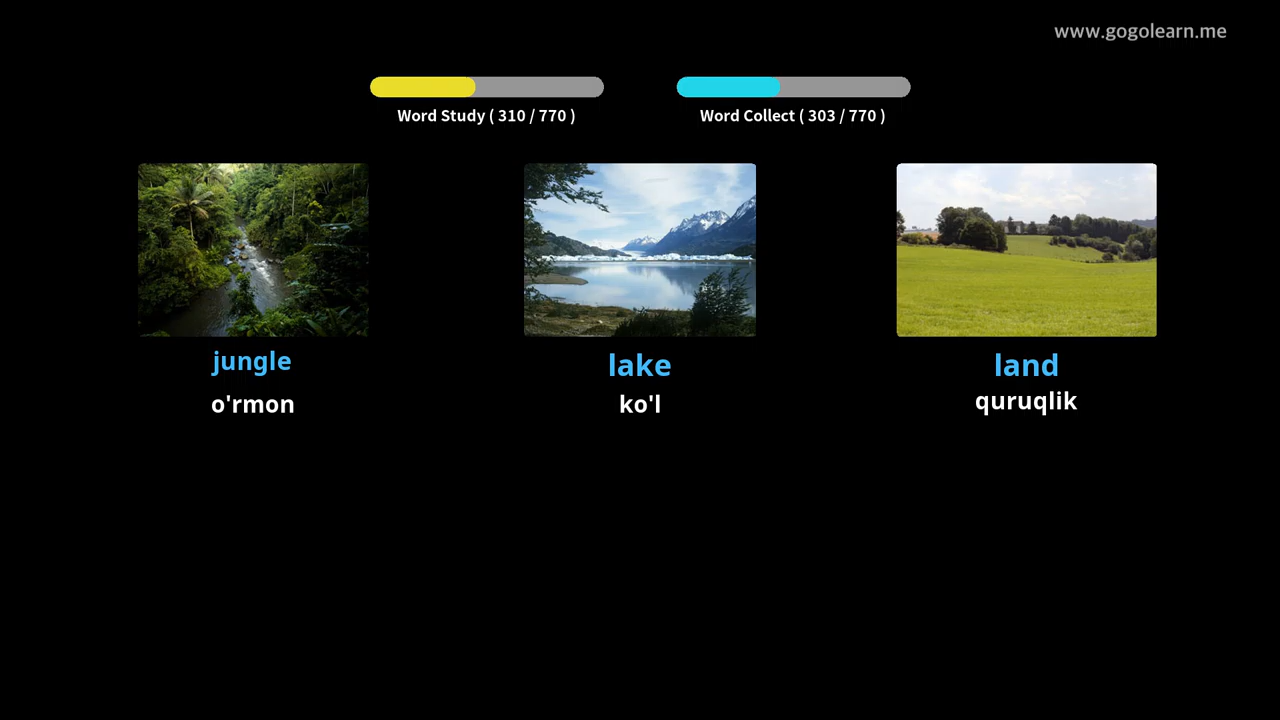 www.gogolearn.me
Word Study ( 310 / 770 )
Word Collect ( 303 / 770 )
jungle
lake
land
o'rmon
ko'l
quruqlik